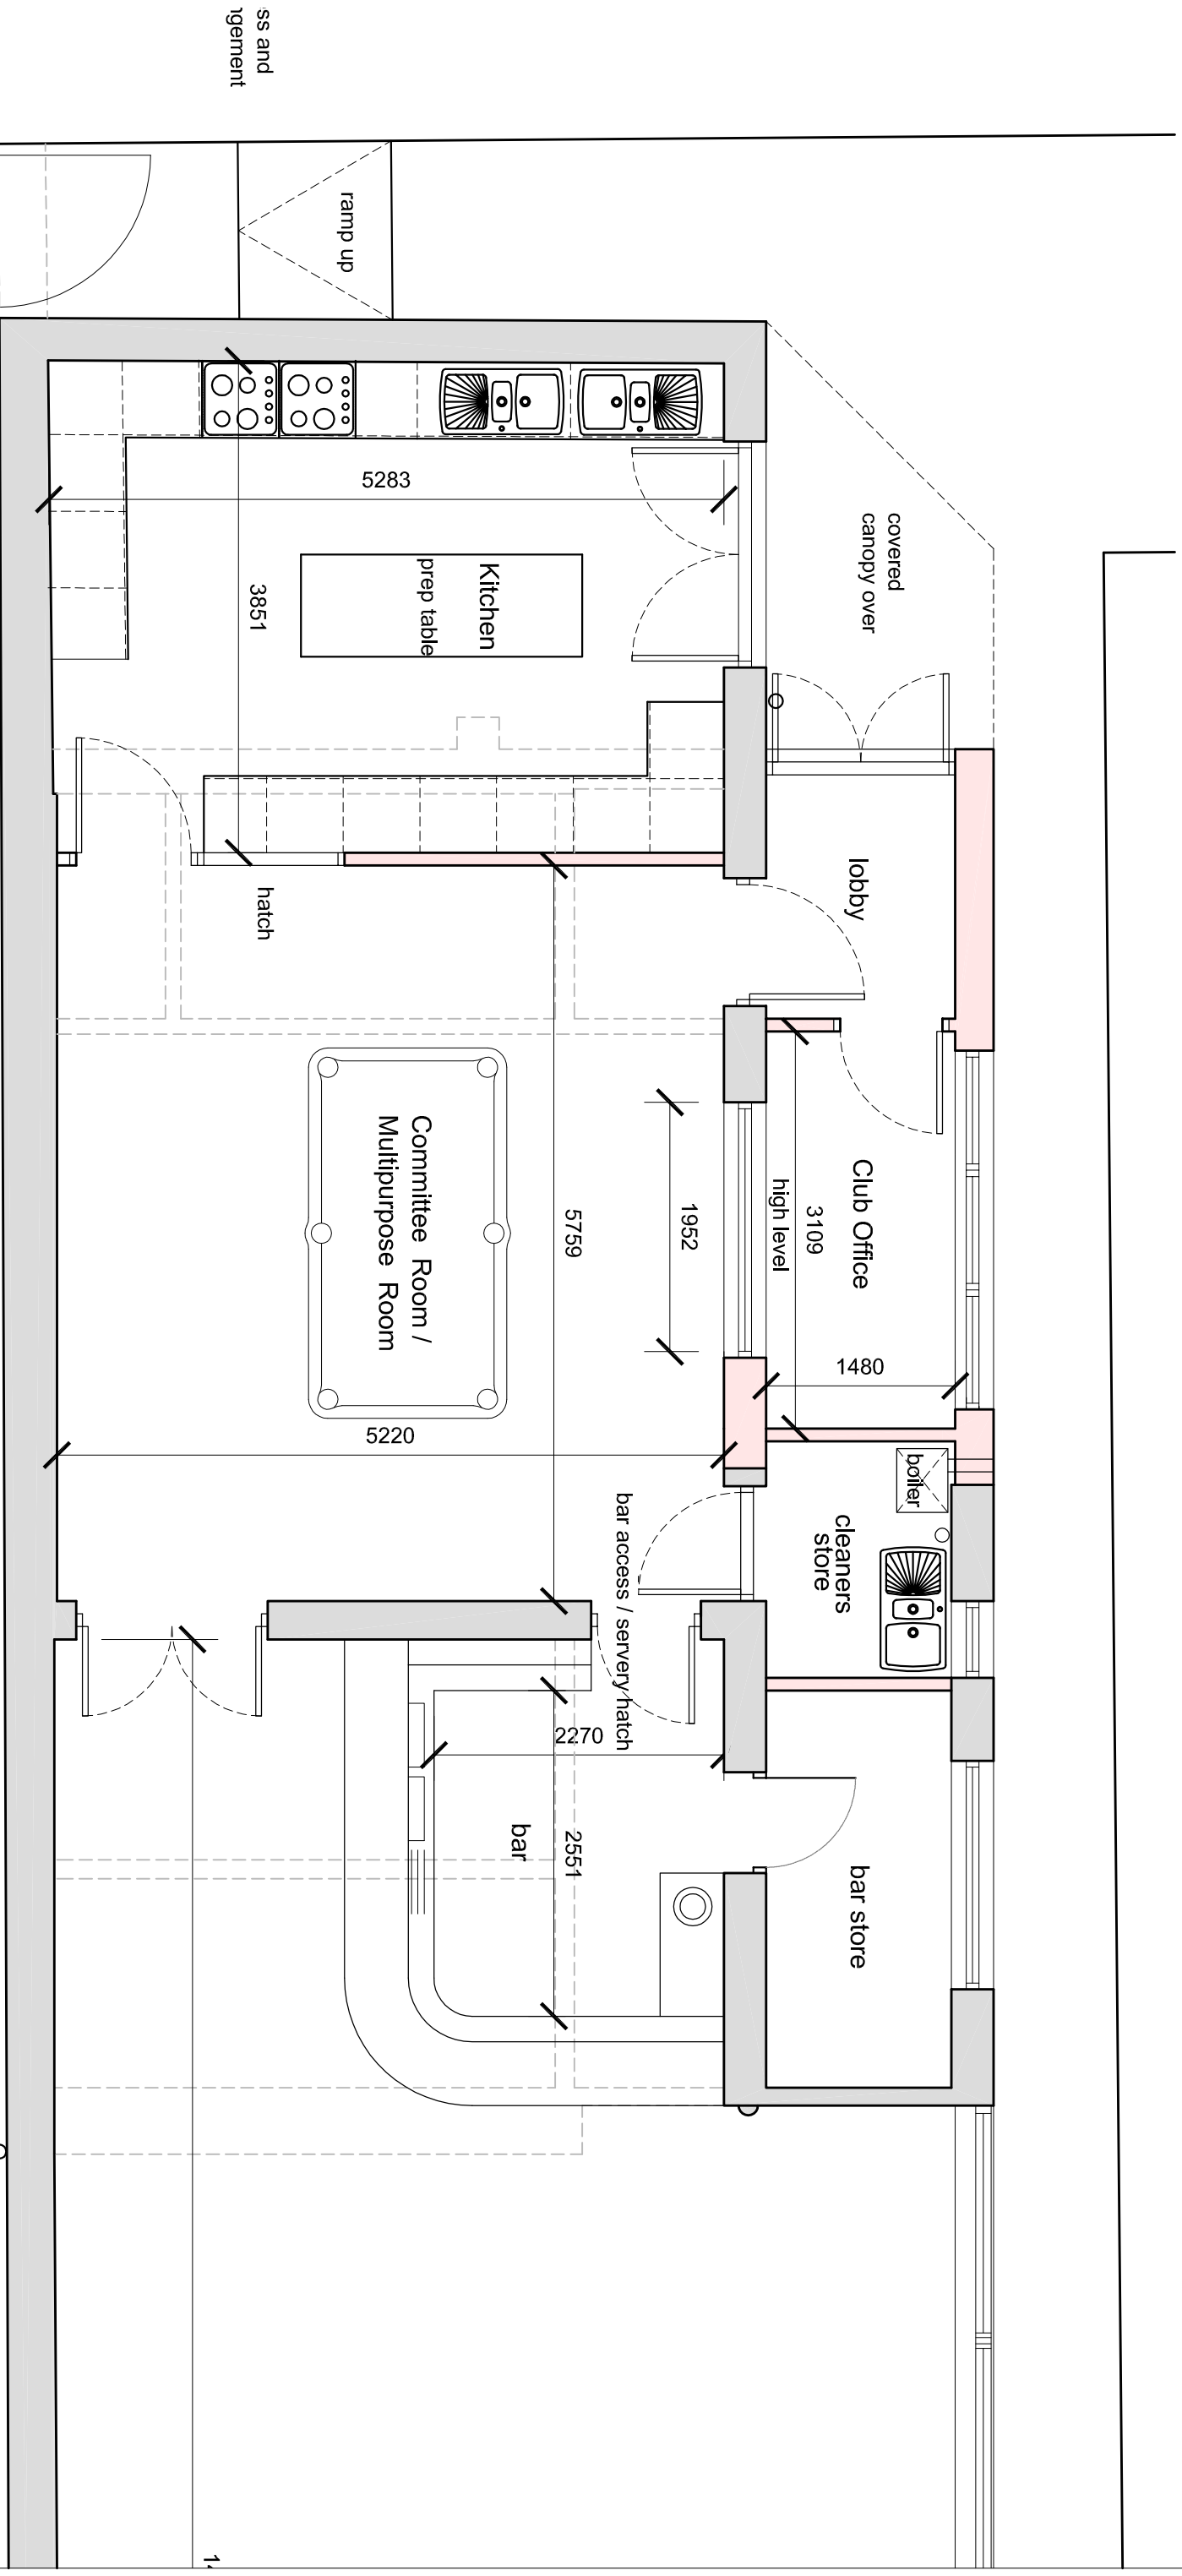 ss and
ngement
ramp up
5283
covered
canopy over
Kitchen
prep table
3851
lobby
hatch
Committee Room /
Multipurpose Room
5759
1952
3109
high level
Club Office
1480
5220
boiler
cleaners
store
bar access / servery hatch
2270
bar
2551
bar store